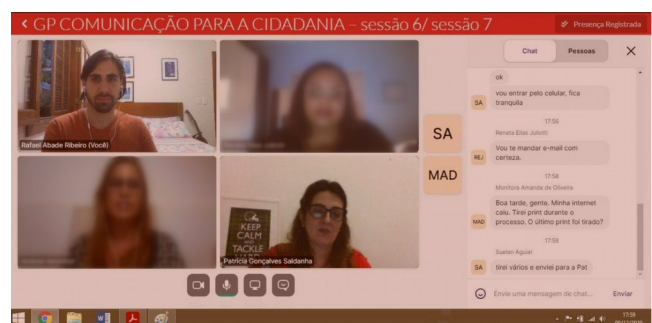 < GP COMUNICAÇÃO PARA A CIDADANIA – sessão 6/ sessão 7
Presença Registrada
Chat
Pessoas
Rafael Abade Ribeiro (Você)
KEEP
CALM
AND
TACKLE
Patrícia Gonçalves Saldanha
SA
MAD
ok
vou entrar pelo celular, fica
tranquila
SA
17:56
Renata Elias Juliotti
Vou te mandar e-mail com
certeza.
REJ
17:58
Monitora Amanda de Oliveira
Boa tarde, gente. Minha internet
caiu. Tirei print durante o
processo. O último print foi tirado?
MAD
17:58
Suelen Aguiar
tirei vários e enviei para a Pat
SA
Envie uma mensagem de chat...
Enviar
17:59